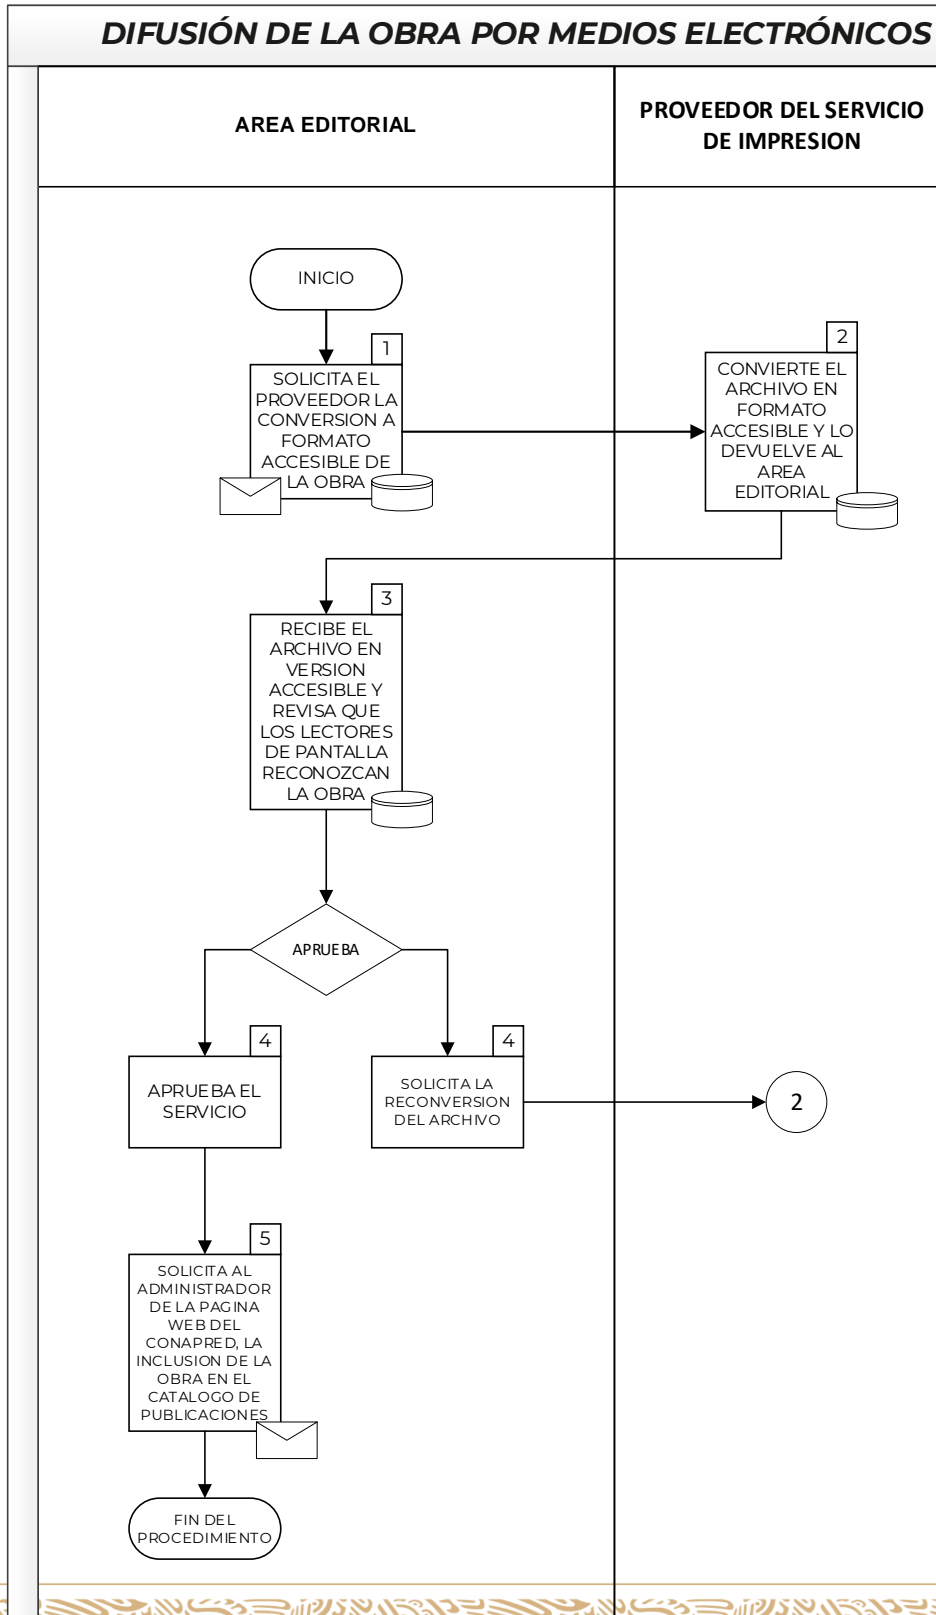 DIFUSIÓN DE LA OBRA POR MEDIOS ELECTRÓNICOS
AREA EDITORIAL
PROVEEDOR DEL SERVICIO
DE IMPRESION
INICIO
1
SOLICITA EL
PROVEEDOR LA
CONVERSION A
FORMATO
ACCESIBLE DE
LA OBRA
2
CONVIERTE EL
ARCHIVO EN
FORMATO
ACCESIBLE Y LO
DEVUELVE AL
AREA
EDITORIAL
3
RECIBE EL
ARCHIVO EN
VERSION
ACCESIBLE Y
REVISA QUE
LOS LECTORES
DE PANTALLA
RECONOZCAN
LA OBRA
APRUEBA
4
APRUEBA EL
SERVICIO
4
SOLICITA LA
RECONVERSION
DEL ARCHIVO
2
5
SOLICITA AL
ADMINISTRADOR
DE LA PAGINA
WEB DEL
CONAPRED, LA
INCLUSION DE LA
OBRA EN EL
CATALOGO DE
PUBLICACIONES
FIN DEL
PROCEDIMIENTO